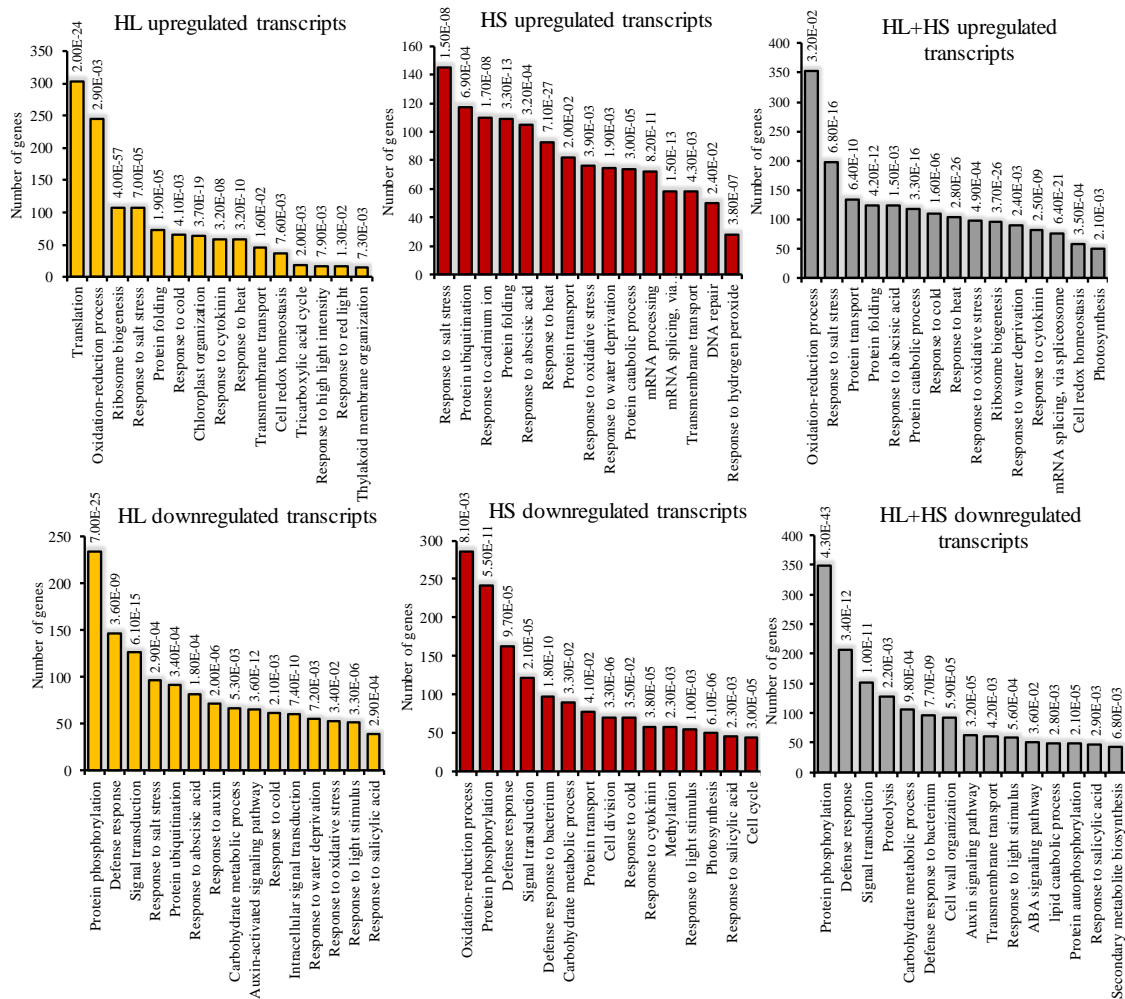 HL upregulated transcripts
Number of genes
350
300
250
200
150
100
50
0
2.00E-24
2.90E-03
4.00E-57
7.00E-05
1.90E-05
4.10E-03
3.70E-19
3.20E-08
3.20E-10
1.60E-02
7.60E-03
2.00E-03
7.90E-03
1.30E-02
7.30E-03
Translation
Oxidation-reduction process
Ribosome biogenesis
Response to salt stress
Protein folding
Response to cold
Chloroplast organization
Response to cytokinin
Response to heat
Transmembrane transport
Cell redox homeostasis
Tricarboxylic acid cycle
Response to high light intensity
Response to red light
Thylakoid membrane organization
HS upregulated transcripts
Number of genes
160
140
120
100
80
60
40
20
0
1.50E-08
6.90E-04
1.70E-08
3.30E-13
3.20E-04
7.10E-27
2.00E-02
3.90E-03
1.90E-03
3.00E-05
8.20E-11
1.50E-13
4.30E-03
2.40E-02
3.80E-07
Response to salt stress
Protein ubiquitination
Response to cadmium ion
Protein folding
Response to abscisic acid
Response to heat
Protein transport
Response to oxidative stress
Response to water deprivation
Protein catabolic process
mRNA processing
mRNA splicing, via.
Transmembrane transport
DNA repair
Response to hydrogen peroxide
HL+HS upregulated
transcripts
Number of genes
400
350
300
250
200
150
100
50
0
3.20E-02
6.80E-16
6.40E-10
4.20E-12
1.50E-03
3.30E-16
1.60E-06
2.80E-26
4.90E-04
3.70E-26
2.40E-03
2.50E-09
6.40E-21
3.50E-04
2.10E-03
Oxidation-reduction process
Response to salt stress
Protein transport
Protein folding
Response to abscisic acid
Protein catabolic process
Response to cold
Response to heat
Response to oxidative stress
Ribosome biogenesis
Response to water deprivation
Response to cytokinin
mRNA splicing, via spliceosome
Cell redox homeostasis
Photosynthesis
HL downregulated transcripts
Number of genes
250
200
150
100
50
0
7.00E-25
3.60E-09
6.10E-15
2.90E-04
3.40E-04
1.80E-04
2.00E-06
5.30E-03
3.60E-12
2.10E-03
7.40E-10
7.20E-03
3.40E-02
3.30E-06
2.90E-04
Protein phosphorylation
Defense response
Signal transduction
Response to salt stress
Protein ubiquitination
Response to abscisic acid
Response to auxin
Carbohydrate metabolic process
Auxin-activated signaling pathway
Response to cold
Intracellular signal transduction
Response to water deprivation
Response to oxidative stress
Response to light stimulus
Response to salicylic acid
HS downregulated transcripts
Number of genes
300
250
200
150
100
50
0
8.10E-03
5.50E-11
9.70E-05
2.10E-05
1.80E-10
3.30E-02
4.10E-02
3.30E-06
3.50E-02
3.80E-05
2.30E-03
1.00E-03
6.10E-06
2.30E-03
3.00E-05
Oxidation-reduction process
Protein phosphorylation
Defense response
Signal transduction
Defense response to bacterium
Carbohydrate metabolic process
Protein transport
Cell division
Response to cold
Response to cytokinin
Methylation
Response to light stimulus
Photosynthesis
Response to salicylic acid
Cell cycle
HL+HS downregulated
transcripts
Number of genes
400
350
300
250
200
150
100
50
0
4.30E-43
3.40E-12
1.00E-11
2.20E-03
9.80E-04
7.70E-09
5.90E-05
3.20E-05
4.20E-03
5.60E-04
3.60E-02
2.80E-03
2.10E-05
2.90E-03
6.80E-03
Protein phosphorylation
Defense response
Signal transduction
Proteolysis
Carbohydrate metabolic process
Defense response to bacterium
Cell wall organization
Auxin signaling pathway
Transmembrane transport
Response to light stimulus
ABA signaling pathway
lipid catabolic process
Protein autophosphorylation
Response to salicylic acid
Secondary metabolite biosynthesis